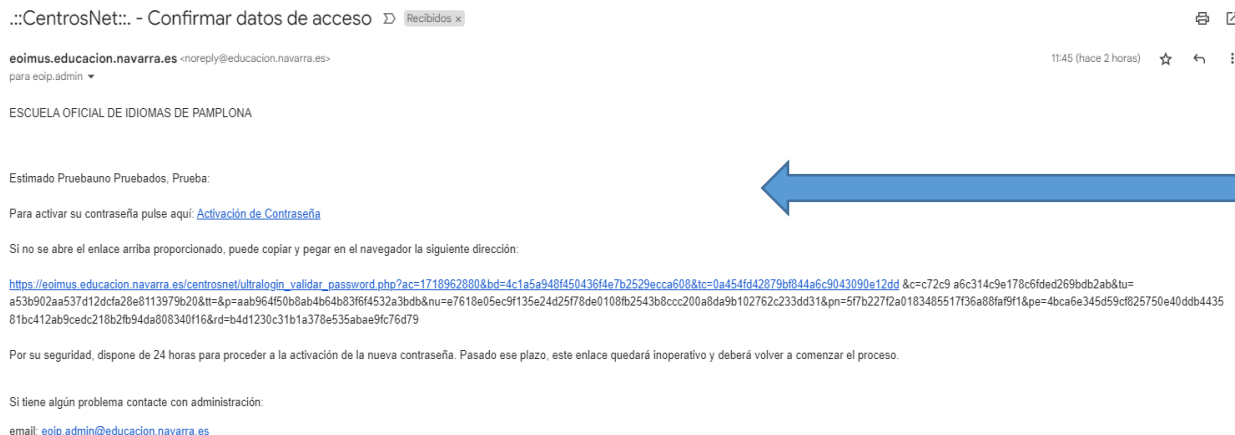 .::CentrosNet::. - Confirmar datos de acceso Recibidos x
eoimus.educacion.navarra.es <noreply@educacion.navarra.es> 11:45 (hace 2 horas)
para eoip.admin
ESCUELA OFICIAL DE IDIOMAS DE PAMPLONA
Estimado Pruebauno Pruebados, Prueba:
Para activar su contraseña pulse aquí: Activación de Contraseña
Si no se abre el enlace arriba proporcionado, puede copiar y pegar en el navegador la siguiente dirección:
https://eoimus.educacion.navarra.es/centrosnet/ultralogin_validar_password.php?ac=1718962880&bd=4c1a5a948f450436f4e7b2529ecca608&tc=0a454fd42879bf844a6c9043090e12dd &c=c72c9 a6c314c9e178c6fded269bdb2ab&tu=
a53b902aa537d12dcfa28e8113979b20&tt=&p=aab964f50b8ab4b64b83f6f4532a3bdb&nu=e7618e05ec9f135e24d25f78de0108fb2543b8ccc200a8da9b102762c233dd31&pn=5f7b227f2a0183485517f36a88faf9f1&pe=4bca6e345d59cf825750e40ddb4435
81bc412ab9cedc218b2fb94da808340f16&rd=b4d1230c31b1a378e535abae9fc76d79
Por su seguridad, dispone de 24 horas para proceder a la activación de la nueva contraseña. Pasado ese plazo, este enlace quedará inoperativo y deberá volver a comenzar el proceso.
Si tiene algún problema contacte con administración:
email: eoip.admin@educacion.navarra.es